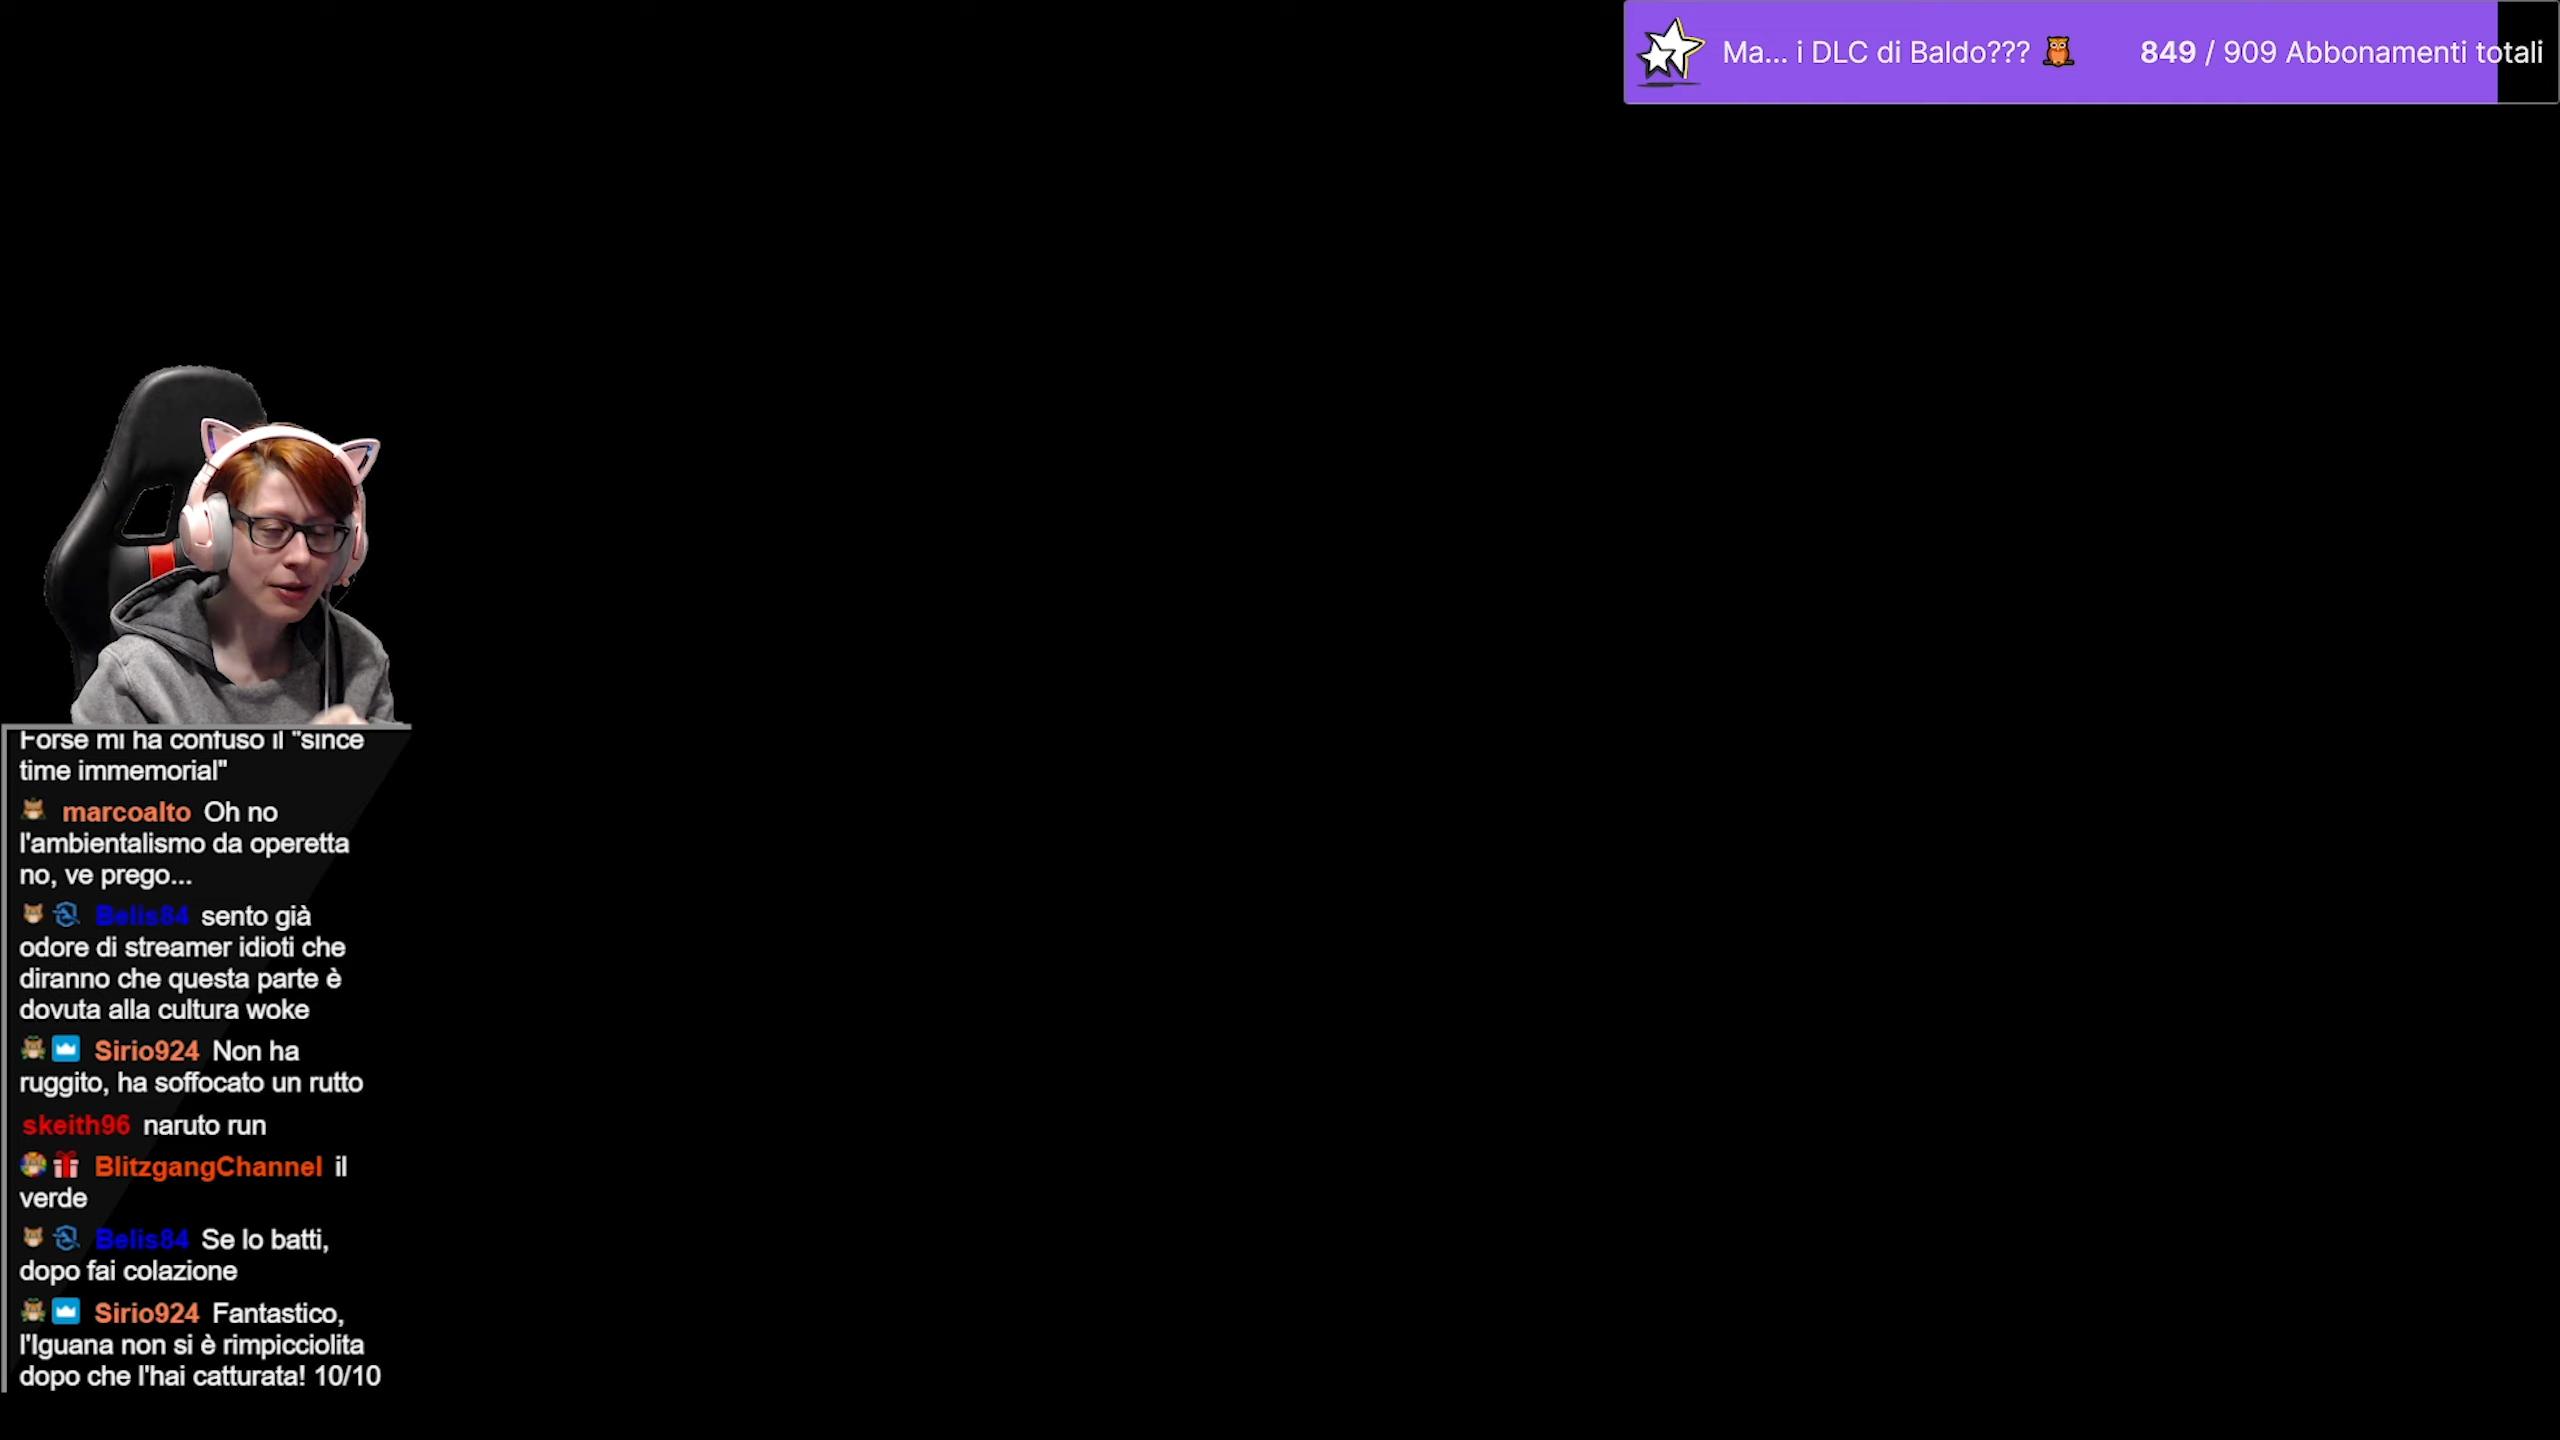 Ma... i DLC di Baldo??? 🦉 849 / 909 Abbonamenti totali
Forse mi ha confuso il "since
time immemorial"
marcoalto Oh no
l'ambientalismo da operetta
no, ve prego...
Belis84 sento già
odore di streamer idioti che
diranno che questa parte è
dovuta alla cultura woke
Sirio924 Non ha
ruggito, ha soffocato un rutto
skeith96 naruto run
BlitzgangChannel il
verde
Belis84 Se lo batti,
dopo fai colazione
Sirio924 Fantastico,
l'Iguana non si è rimpicciolita
dopo che l'hai catturata! 10/10